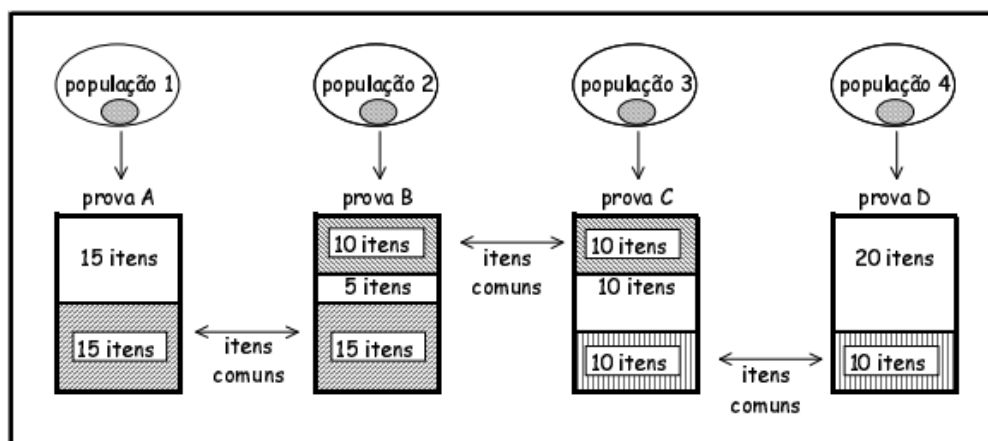 população 1
população 2
população 3
população 4
prova A
prova B
prova C
prova D
15 itens
15 itens
itens
comuns
10 itens
5 itens
15 itens
itens
comuns
10 itens
10 itens
10 itens
itens
comuns
20 itens
10 itens